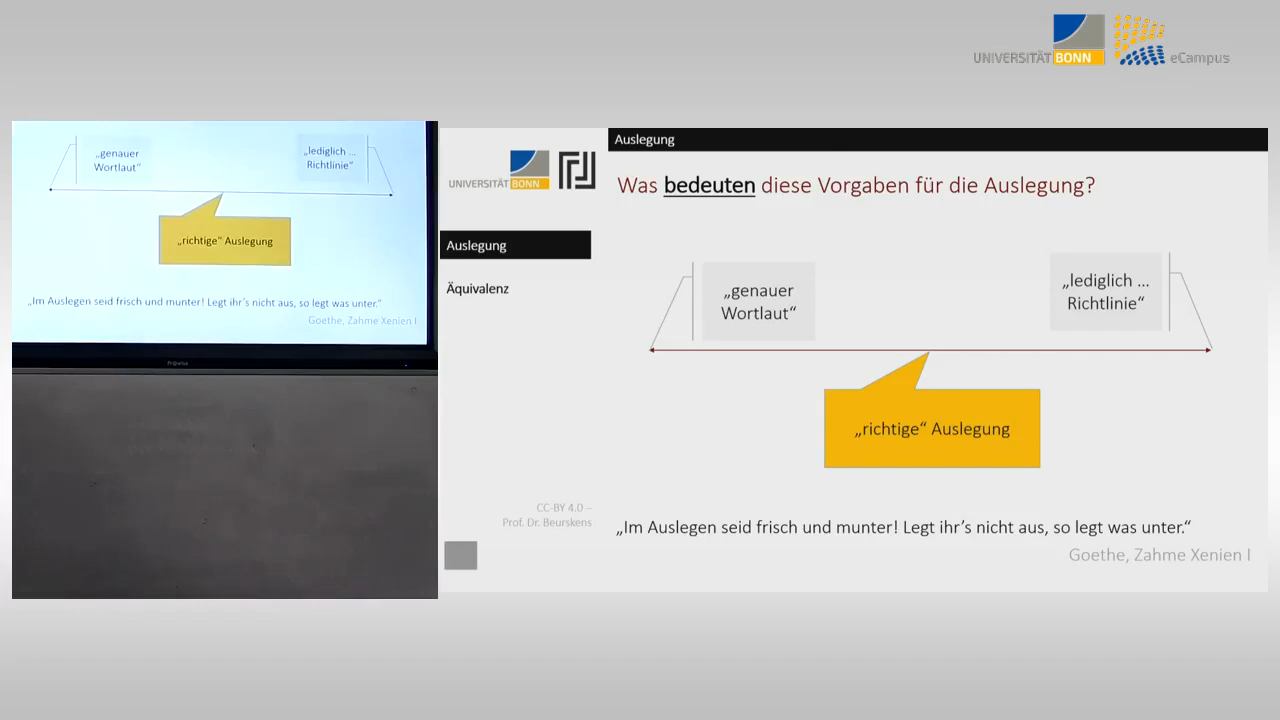 UNIVERSITÄT BONN
eCampus
„genauer
Wortlaut“
„lediglich ...
Richtlinie“
„richtige“ Auslegung
„Im Auslegen seid frisch und munter! Legt ihr’s nicht aus, so legt was unter.“
Goethe, Zahme Xenien I
UNIVERSITÄT BONN
Auslegung
Äquivalenz
CC-BY 4.0 –
Prof. Dr. Beurskens
Auslegung
Was bedeuten diese Vorgaben für die Auslegung?
„genauer
Wortlaut“
„lediglich ...
Richtlinie“
„richtige“ Auslegung
„Im Auslegen seid frisch und munter! Legt ihr’s nicht aus, so legt was unter.“
Goethe, Zahme Xenien I